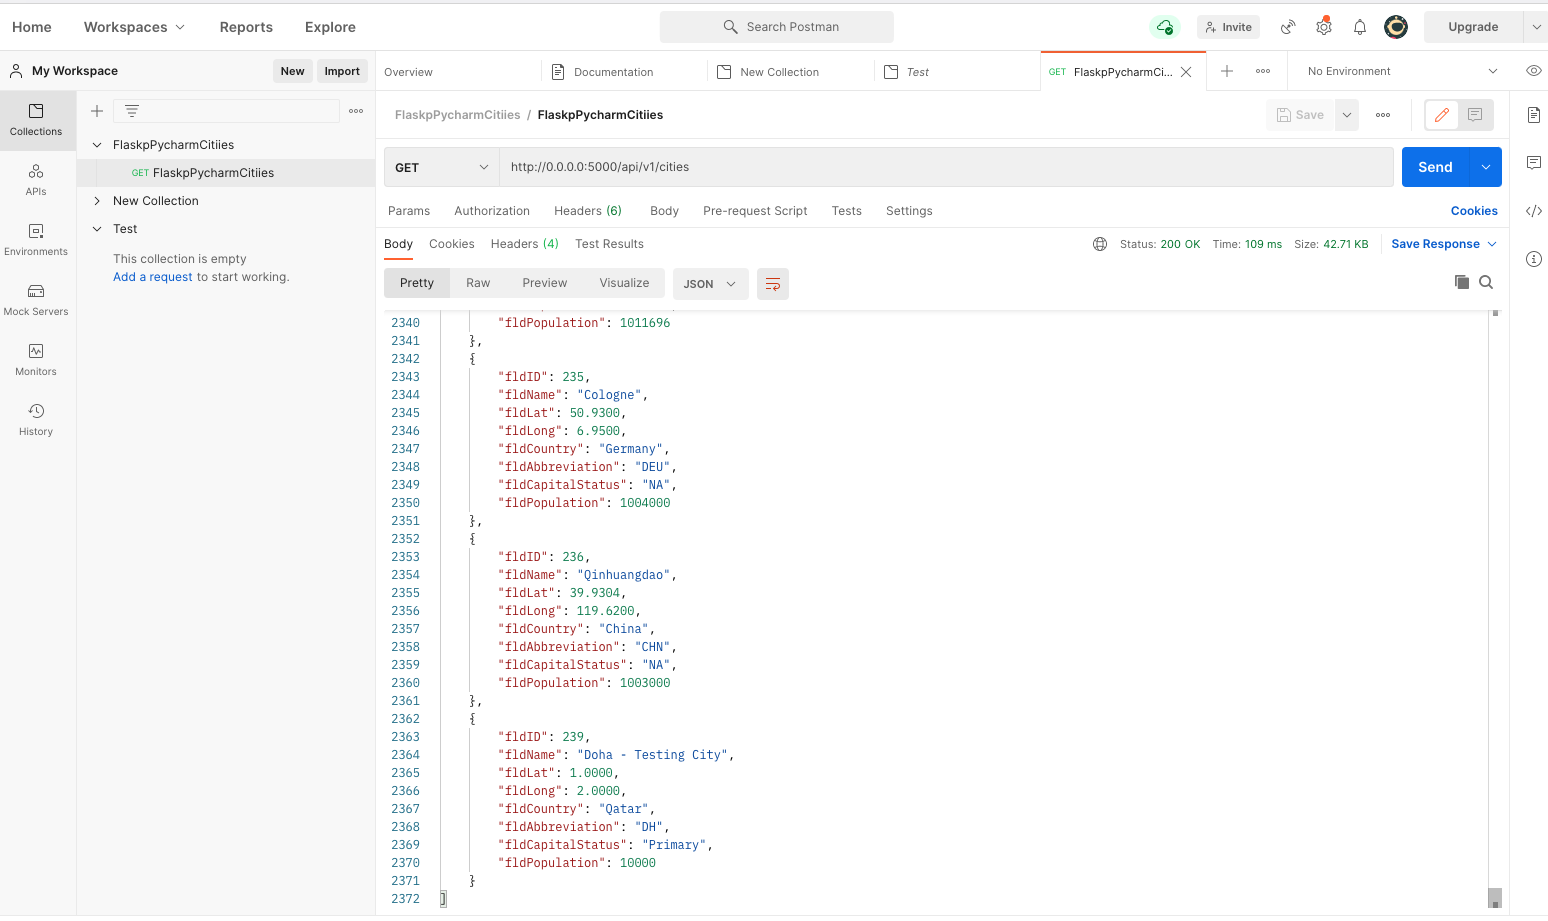 Home Workspaces Reports Explore Search Postman Invite Upgrade
My Workspace New Import Overview Documentation New Collection Test GET FlaskpPycharmCi... No Environment
Collections
APIs
Environments
Mock Servers
Monitors
History
FlaskpPycharmCitiies
GET FlaskpPycharmCitiies
New Collection
Test
This collection is empty
Add a request to start working.
FlaskpPycharmCitiies / FlaskpPycharmCitiies Save
GET http://0.0.0.0:5000/api/v1/cities Send
Params Authorization Headers (6) Body Pre-request Script Tests Settings Cookies
Body Cookies Headers (4) Test Results Status: 200 OK Time: 109 ms Size: 42.71 KB Save Response
Pretty Raw Preview Visualize JSON
2340 "fldPopulation": 1011696
2341 },
2342 {
2343 "fldID": 235,
2344 "fldName": "Cologne",
2345 "fldLat": 50.9300,
2346 "fldLong": 6.9500,
2347 "fldCountry": "Germany",
2348 "fldAbbreviation": "DEU",
2349 "fldCapitalStatus": "NA",
2350 "fldPopulation": 1004000
2351 },
2352 {
2353 "fldID": 236,
2354 "fldName": "Qinhuangdao",
2355 "fldLat": 39.9304,
2356 "fldLong": 119.6200,
2357 "fldCountry": "China",
2358 "fldAbbreviation": "CHN",
2359 "fldCapitalStatus": "NA",
2360 "fldPopulation": 1003000
2361 },
2362 {
2363 "fldID": 239,
2364 "fldName": "Doha - Testing City",
2365 "fldLat": 1.0000,
2366 "fldLong": 2.0000,
2367 "fldCountry": "Qatar",
2368 "fldAbbreviation": "DH",
2369 "fldCapitalStatus": "Primary",
2370 "fldPopulation": 10000
2371 }
2372 ]